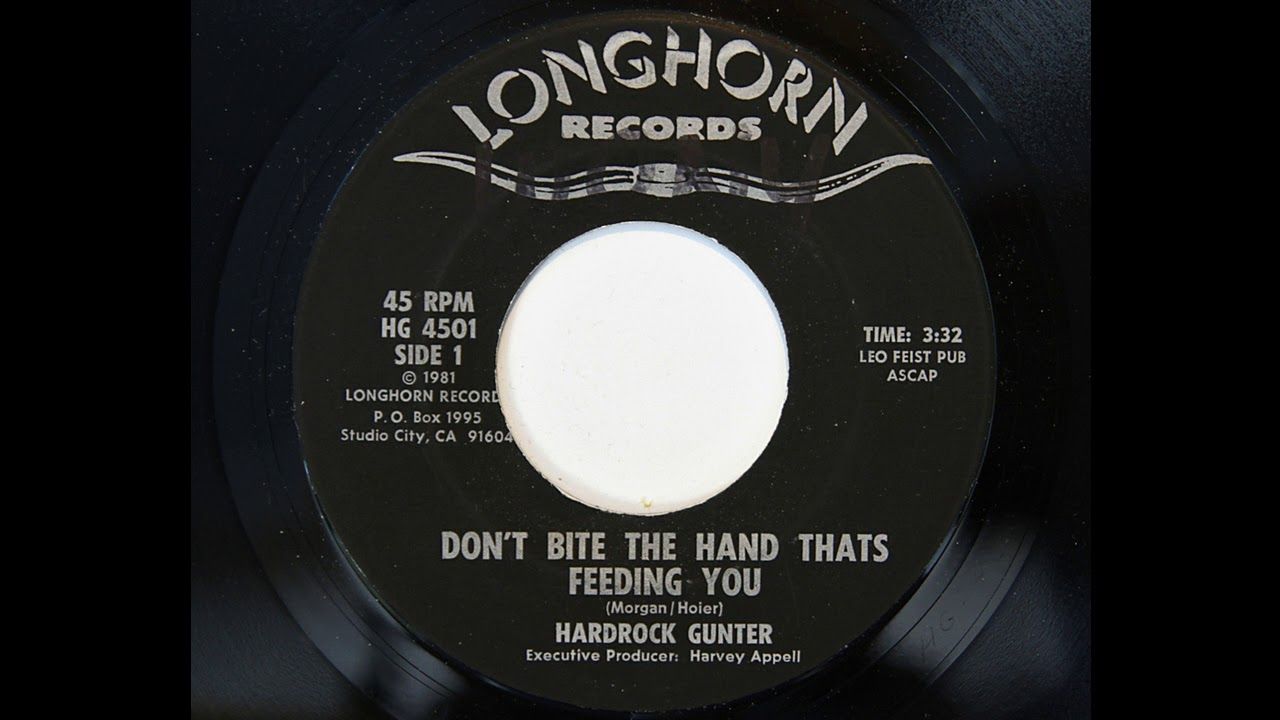 LONGHORN
RECORDS
45 RPM
HG 4501
SIDE 1
© 1981
LONGHORN RECORD
P.O. Box 1995
Studio City, CA 91604
TIME: 3:32
LEO FEIST PUB
ASCAP
DON'T BITE THE HAND THATS
FEEDING YOU
(Morgan/Hoier)
HARDROCK GUNTER
Executive Producer: Harvey Appell